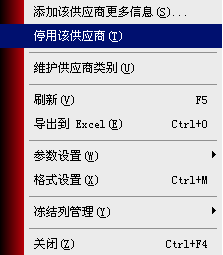 添加该供应商更多信息(S)...
停用该供应商(T)
维护供应商类别(U)
刷新(V) F5
导出到 Excel(E) Ctrl+O
参数设置(W)
格式设置(X) Ctrl+M
冻结列管理(Y)
关闭(Z) Ctrl+F4